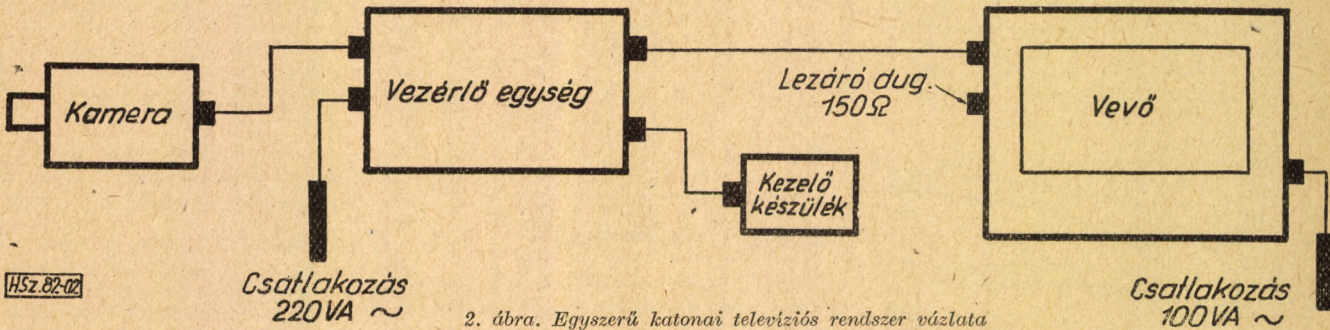 Kamera
Vezérlő egység
Lezáró dug.
150Ω
Vevő
Kezelő
készülék
HSz.82-02
Csatlakozás
220VA ~
Csatlakozás
100VA ~
2. ábra. Egyszerű katonai televíziós rendszer vázlata